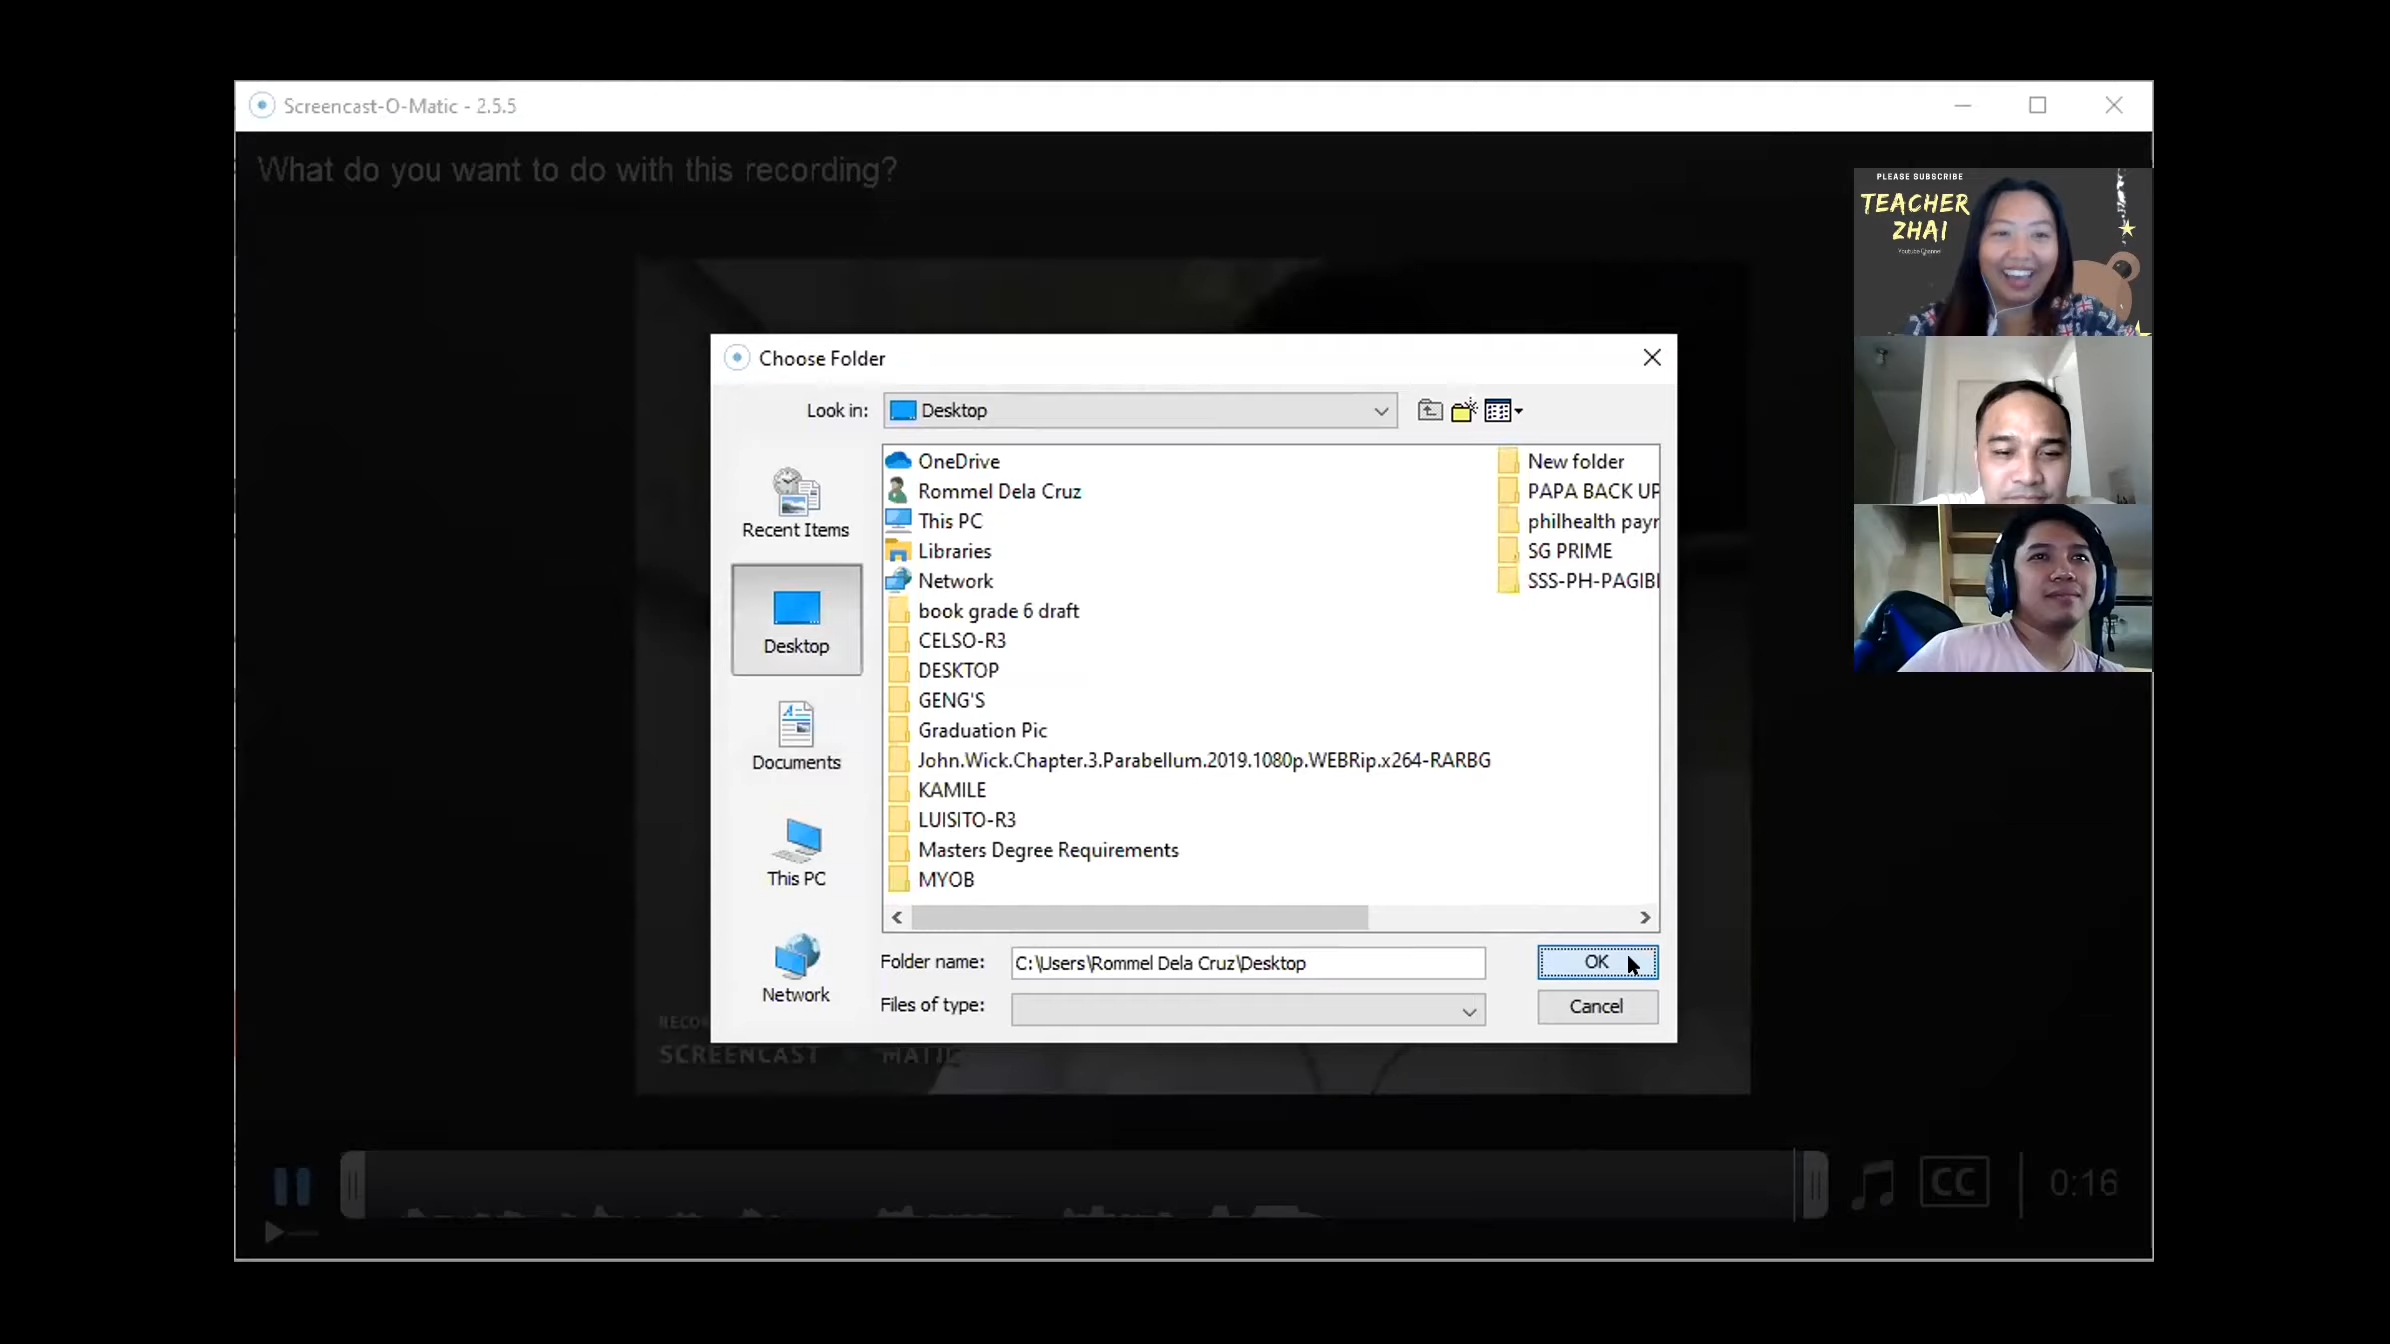 Screencast-O-Matic - 2.5.5
What do you want to do with this recording?
PLEASE SUBSCRIBE
TEACHER
ZHAI
Youtube Channel
Choose Folder
Look in:
Desktop
Recent Items
Desktop
Documents
This PC
Network
OneDrive
Rommel Dela Cruz
This PC
Libraries
Network
book grade 6 draft
CELSO-R3
DESKTOP
GENG'S
Graduation Pic
John.Wick.Chapter.3.Parabellum.2019.1080p.WEBRip.x264-RARBG
KAMILE
LUISITO-R3
Masters Degree Requirements
MYOB
New folder
PAPA BACK UP
philhealth payr
SG PRIME
SSS-PH-PAGIBI
Folder name:
C:\Users\Rommel Dela Cruz\Desktop
OK
Files of type:
Cancel
RECO
SCREENCAST MATIC
CC
0:16